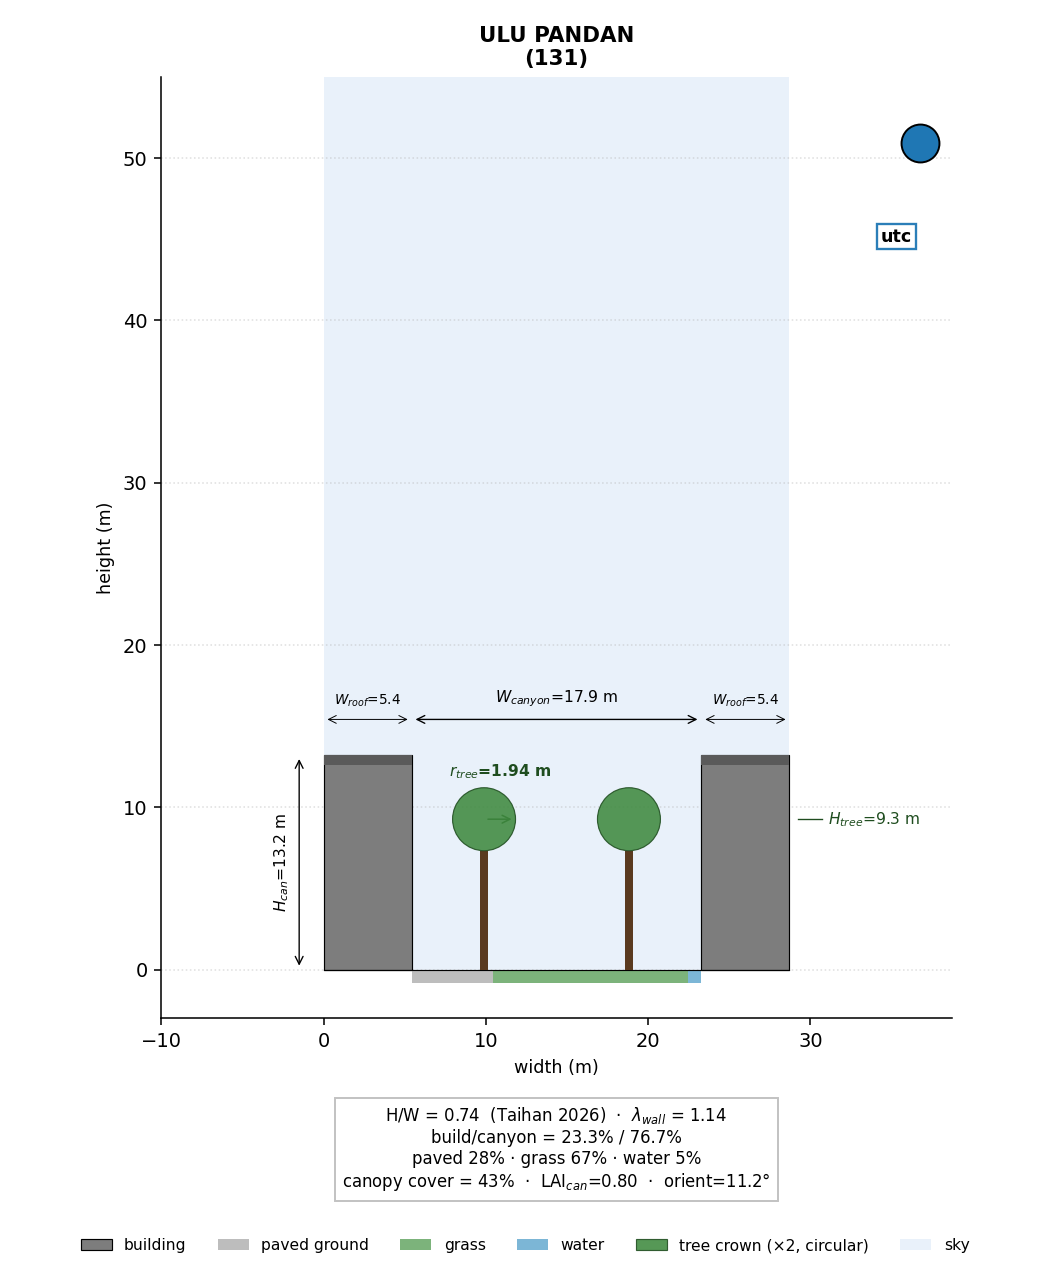 ULU PANDAN
(131)
50
utc
40
30
height (m)
20
W_roof=5.4
W_canyon=17.9 m
W_roof=5.4
r_tree=1.94 m
10
H_tree=9.3 m
H_can=13.2 m
0
−10 0 10 20 30
width (m)
H/W = 0.74 (Taihan 2026) · λ_wall = 1.14
build/canyon = 23.3% / 76.7%
paved 28% · grass 67% · water 5%
canopy cover = 43% · LAI_can=0.80 · orient=11.2°
building paved ground grass water tree crown (×2, circular) sky